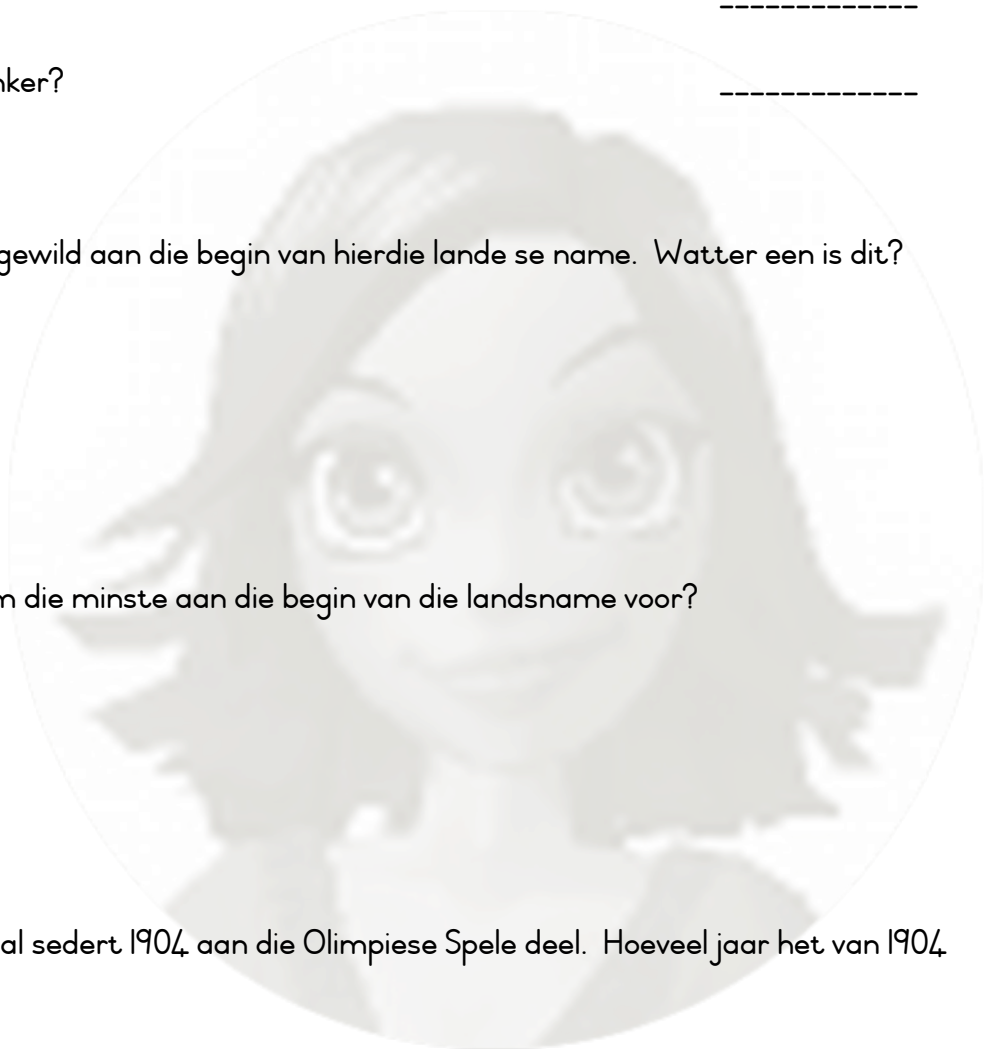 _____________
nker? _____________
gewild aan die begin van hierdie lande se name. Watter een is dit?
m die minste aan die begin van die landsname voor?
al sedert 1904 aan die Olimpiese Spele deel. Hoeveel jaar het van 1904